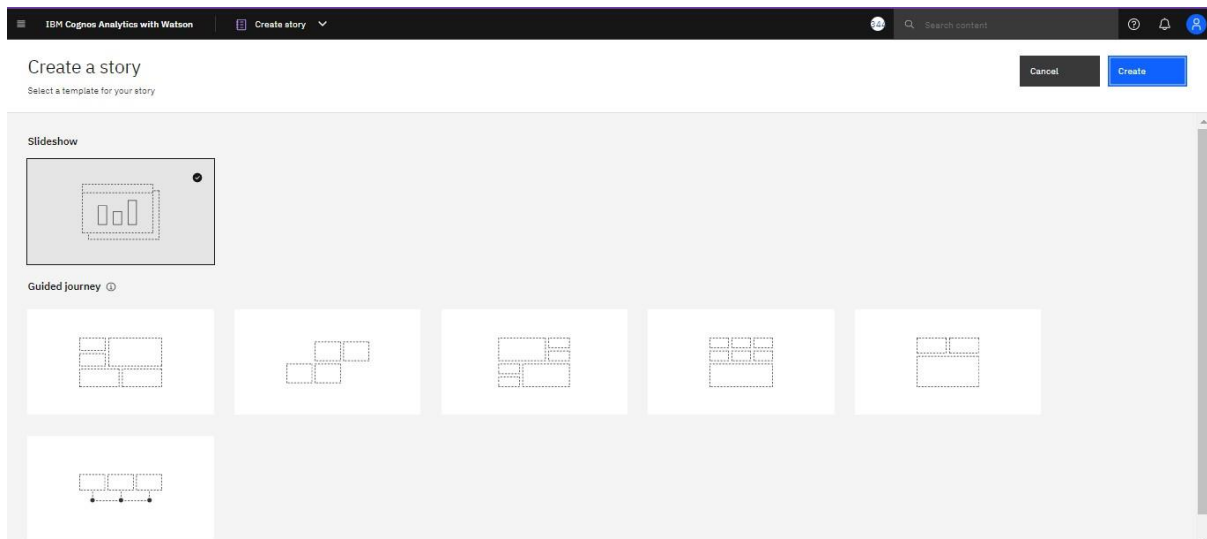 IBM Cognos Analytics with Watson
Create story
Search content
Create a story
Select a template for your story
Cancel
Create
Slideshow
Guided journey